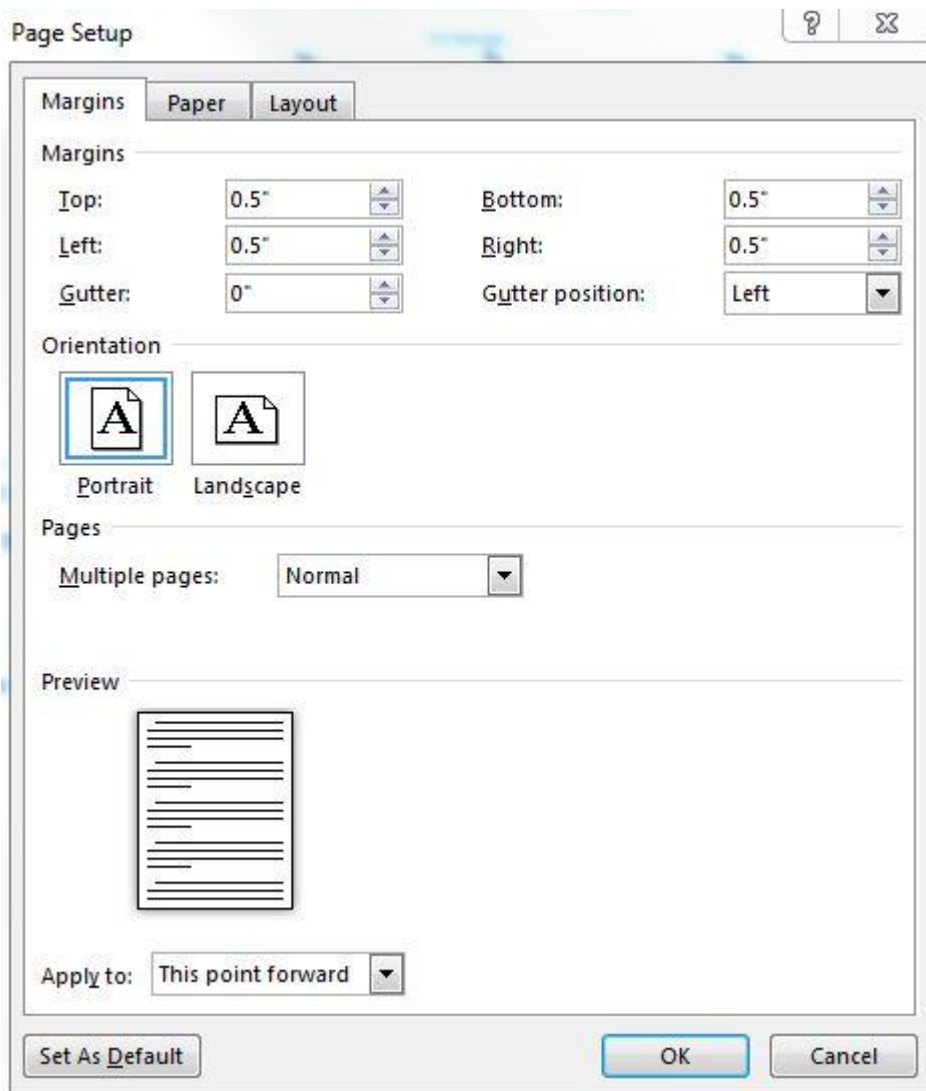 Page Setup
Margins Paper Layout
Margins
Top: 0.5" Bottom: 0.5"
Left: 0.5" Right: 0.5"
Gutter: 0" Gutter position: Left
Orientation
A A
Portrait Landscape
Pages
Multiple pages: Normal
Preview
Apply to: This point forward
Set As Default OK Cancel